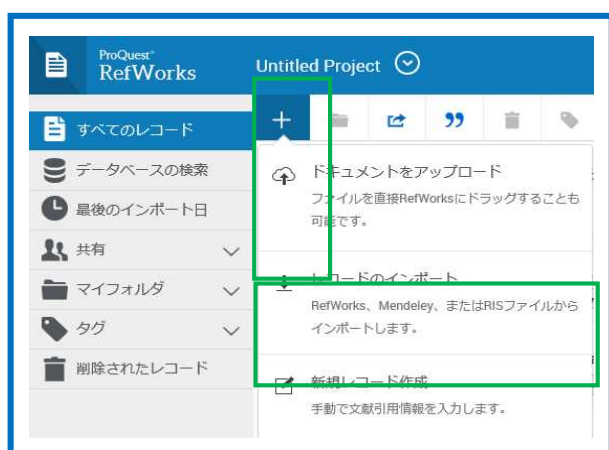 ProQuest®
RefWorks
Untitled Project
すべてのレコード
データベースの検索
最後のインポート日
共有
マイフォルダ
タグ
削除されたレコード
ドキュメントをアップロード
ファイルを直接RefWorksにドラッグすることも
可能です。
レコードのインポート
RefWorks、Mendeley、またはRISファイルから
インポートします。
新規レコード作成
手動で文献引用情報を入力します。